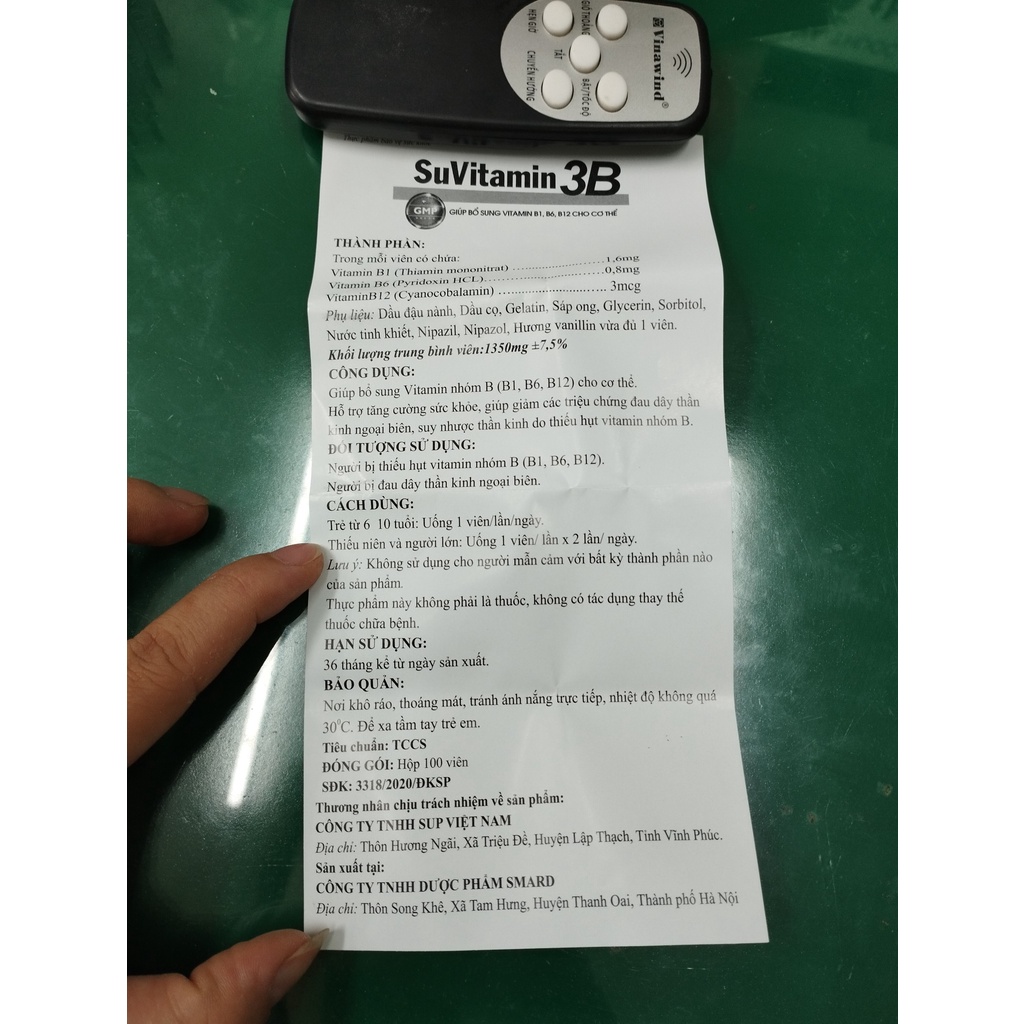 HẸN GIỜ
GIÓ THOẢNG
TẮT
CHUYỂN HƯỚNG
BẬT/TỐC ĐỘ
Vinawind®
SuVitamin 3B
GMP
GIÚP BỔ SUNG VITAMIN B1, B6, B12 CHO CƠ THỂ
THÀNH PHẦN:
Trong mỗi viên có chứa:
Vitamin B1 (Thiamin mononitrat) ........................1,6mg
Vitamin B6 (Pyridoxin HCL)..............................0,8mg
VitaminB12 (Cyanocobalamin) ............................ 3mcg
Phụ liệu: Dầu đậu nành, Dầu cọ, Gelatin, Sáp ong, Glycerin, Sorbitol,
Nước tinh khiết, Nipazil, Nipazol, Hương vanillin vừa đủ 1 viên.
Khối lượng trung bình viên:1350mg ±7,5%
CÔNG DỤNG:
Giúp bổ sung Vitamin nhóm B (B1, B6, B12) cho cơ thể.
Hỗ trợ tăng cường sức khỏe, giúp giảm các triệu chứng đau dây thần
kinh ngoại biên, suy nhược thần kinh do thiếu hụt vitamin nhóm B.
ĐỐI TƯỢNG SỬ DỤNG:
Người bị thiếu hụt vitamin nhóm B (B1, B6, B12).
Người bị đau dây thần kinh ngoại biên.
CÁCH DÙNG:
Trẻ từ 6 10 tuổi: Uống 1 viên/lần/ngày.
Thiếu niên và người lớn: Uống 1 viên/ lần x 2 lần/ ngày.
Lưu ý: Không sử dụng cho người mẫn cảm với bất kỳ thành phần nào
của sản phẩm.
Thực phẩm này không phải là thuốc, không có tác dụng thay thế
thuốc chữa bệnh.
HẠN SỬ DỤNG:
36 tháng kể từ ngày sản xuất.
BẢO QUẢN:
Nơi khô ráo, thoáng mát, tránh ánh nắng trực tiếp, nhiệt độ không quá
30°C. Để xa tầm tay trẻ em.
Tiêu chuẩn: TCCS
ĐÓNG GÓI: Hộp 100 viên
SĐK: 3318/2020/ĐKSP
Thương nhân chịu trách nhiệm về sản phẩm:
CÔNG TY TNHH SUP VIỆT NAM
Địa chỉ: Thôn Hương Ngãi, Xã Triệu Đề, Huyện Lập Thạch, Tỉnh Vĩnh Phúc.
Sản xuất tại:
CÔNG TY TNHH DƯỢC PHẨM SMARD
Địa chỉ: Thôn Song Khê, Xã Tam Hưng, Huyện Thanh Oai, Thành phố Hà Nội